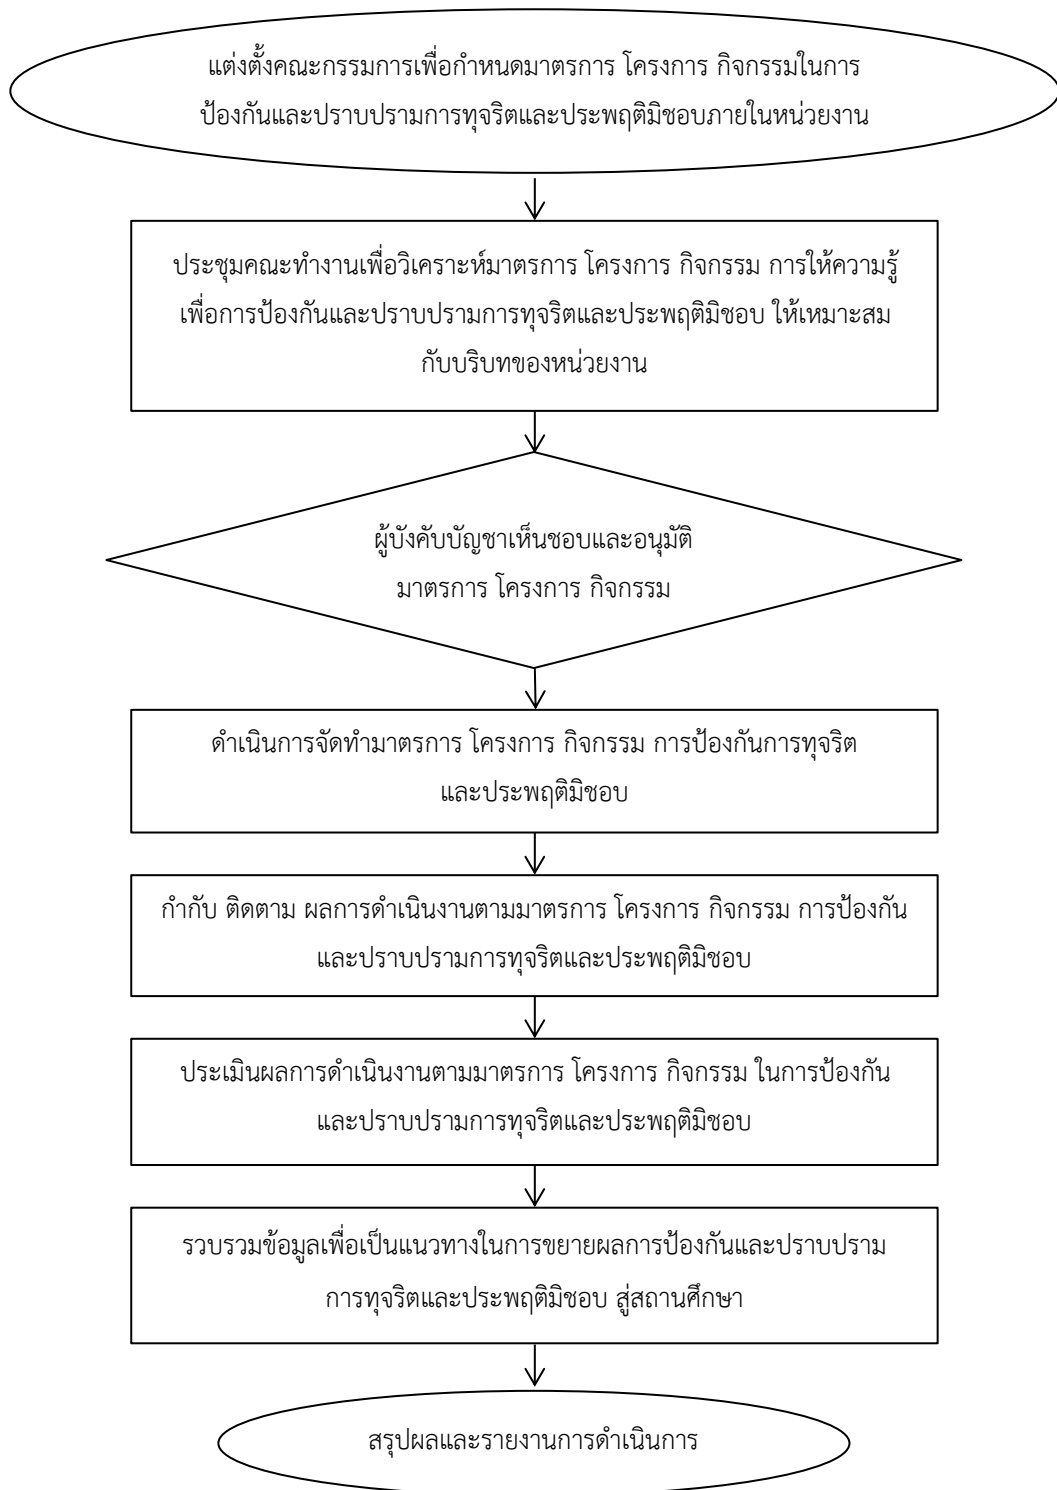 แต่งตั้งคณะกรรมการเพื่อกำหนดมาตรการ โครงการ กิจกรรมในการ
ป้องกันและปราบปรามการทุจริตและประพฤติมิชอบภายในหน่วยงาน
ประชุมคณะทำงานเพื่อวิเคราะห์มาตรการ โครงการ กิจกรรม การให้ความรู้
เพื่อการป้องกันและปราบปรามการทุจริตและประพฤติมิชอบ ให้เหมาะสม
กับบริบทของหน่วยงาน
ผู้บังคับบัญชาเห็นชอบและอนุมัติ
มาตรการ โครงการ กิจกรรม
ดำเนินการจัดทำมาตรการ โครงการ กิจกรรม การป้องกันการทุจริต
และประพฤติมิชอบ
กำกับ ติดตาม ผลการดำเนินงานตามมาตรการ โครงการ กิจกรรม การป้องกัน
และปราบปรามการทุจริตและประพฤติมิชอบ
ประเมินผลการดำเนินงานตามมาตรการ โครงการ กิจกรรม ในการป้องกัน
และปราบปรามการทุจริตและประพฤติมิชอบ
รวบรวมข้อมูลเพื่อเป็นแนวทางในการขยายผลการป้องกันและปราบปราม
การทุจริตและประพฤติมิชอบ สู่สถานศึกษา
สรุปผลและรายงานการดำเนินการ